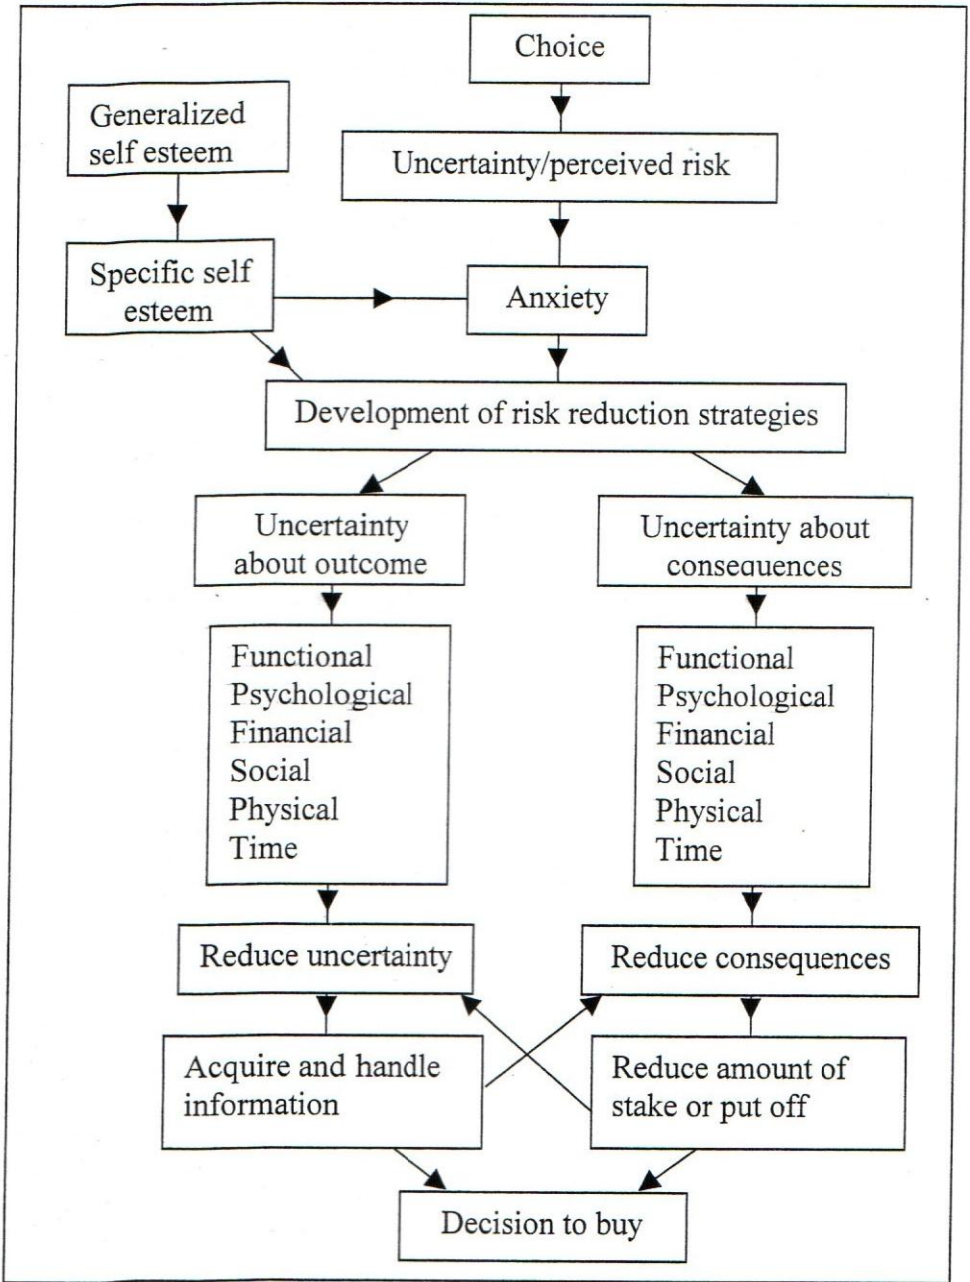 Choice
Generalized
self esteem
Uncertainty/perceived risk
Specific self
esteem
Anxiety
Development of risk reduction strategies
Uncertainty
about outcome
Uncertainty about
consequences
Functional
Psychological
Financial
Social
Physical
Time
Functional
Psychological
Financial
Social
Physical
Time
Reduce uncertainty
Reduce consequences
Acquire and handle
information
Reduce amount of
stake or put off
Decision to buy